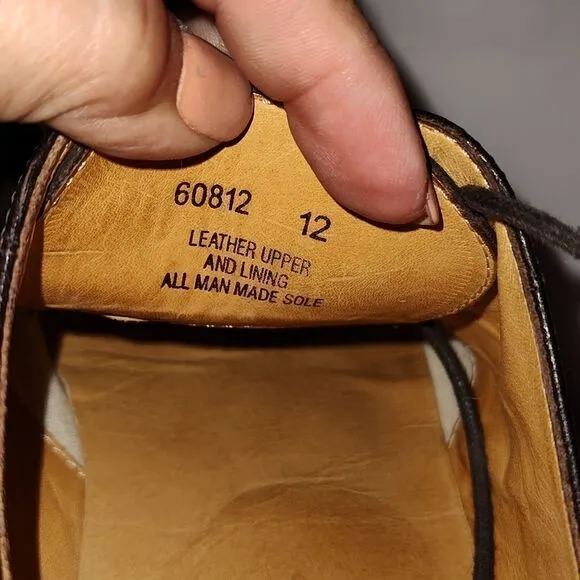 60812 12
LEATHER UPPER
AND LINING
ALL MAN MADE SOLE